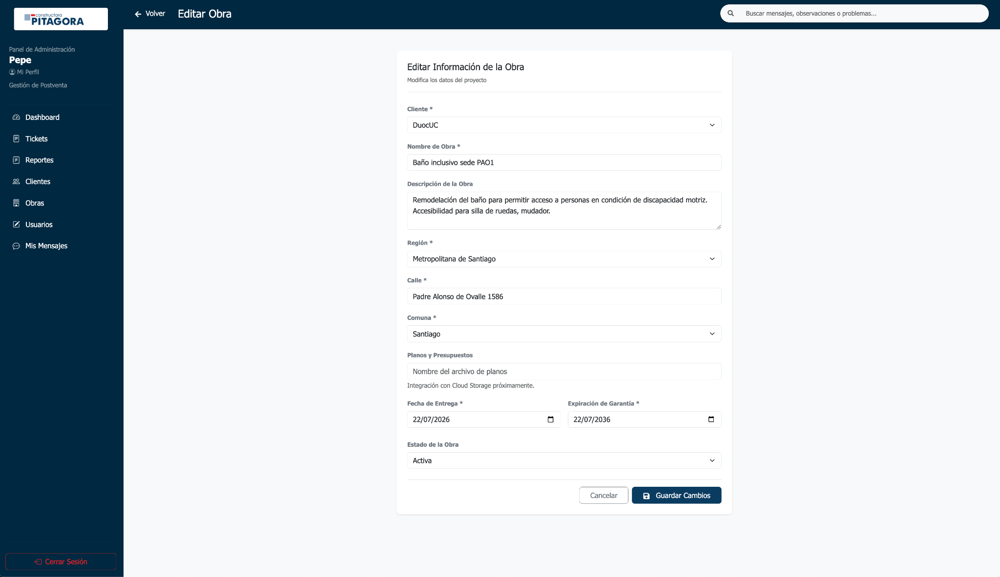 constructora
PITAGORA
Panel de Administración
Pepe
Mi Perfil
Gestión de Postventa
Dashboard
Tickets
Reportes
Clientes
Obras
Usuarios
Mis Mensajes
Cerrar Sesión
Volver
Editar Obra
Buscar mensajes, observaciones o problemas...
Editar Información de la Obra
Modifica los datos del proyecto
Cliente *
DuocUC
Nombre de Obra *
Baño inclusivo sede PAO1
Descripción de la Obra
Remodelación del baño para permitir acceso a personas en condición de discapacidad motriz.
Accesibilidad para silla de ruedas, mudador.
Región *
Metropolitana de Santiago
Calle *
Padre Alonso de Ovalle 1586
Comuna *
Santiago
Planos y Presupuestos
Nombre del archivo de planos
Integración con Cloud Storage próximamente.
Fecha de Entrega *
22/07/2026
Expiración de Garantía *
22/07/2036
Estado de la Obra
Activa
Cancelar
Guardar Cambios